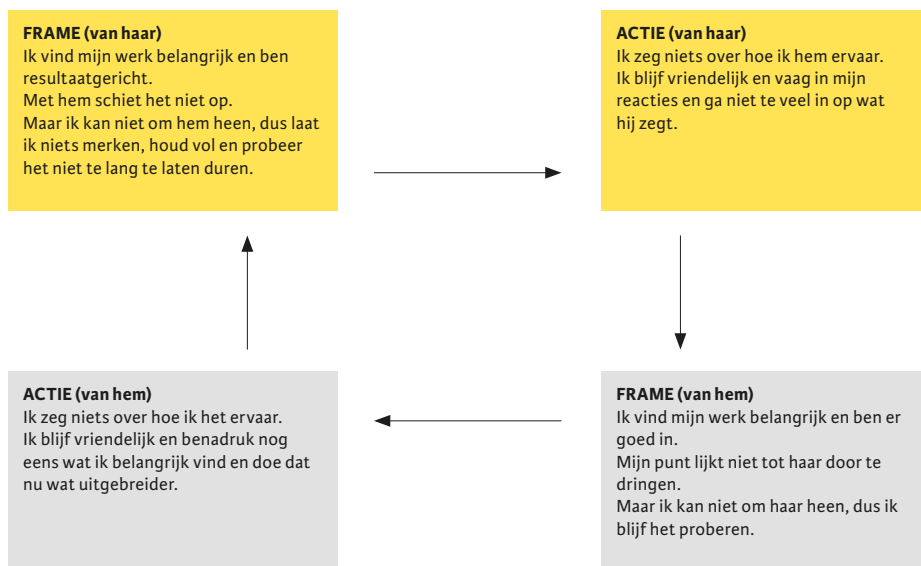 FRAME (van haar)
Ik vind mijn werk belangrijk en ben
resultaatgericht.
Met hem schiet het niet op.
Maar ik kan niet om hem heen, dus laat
ik niets merken, houd vol en probeer
het niet te lang te laten duren.
ACTIE (van haar)
Ik zeg niets over hoe ik hem ervaar.
Ik blijf vriendelijk en vaag in mijn
reacties en ga niet te veel in op wat
hij zegt.
ACTIE (van hem)
Ik zeg niets over hoe ik het ervaar.
Ik blijf vriendelijk en benadruk nog
eens wat ik belangrijk vind en doe dat
nu wat uitgebreider.
FRAME (van hem)
Ik vind mijn werk belangrijk en ben er
goed in.
Mijn punt lijkt niet tot haar door te
dringen.
Maar ik kan niet om haar heen, dus ik
blijf het proberen.